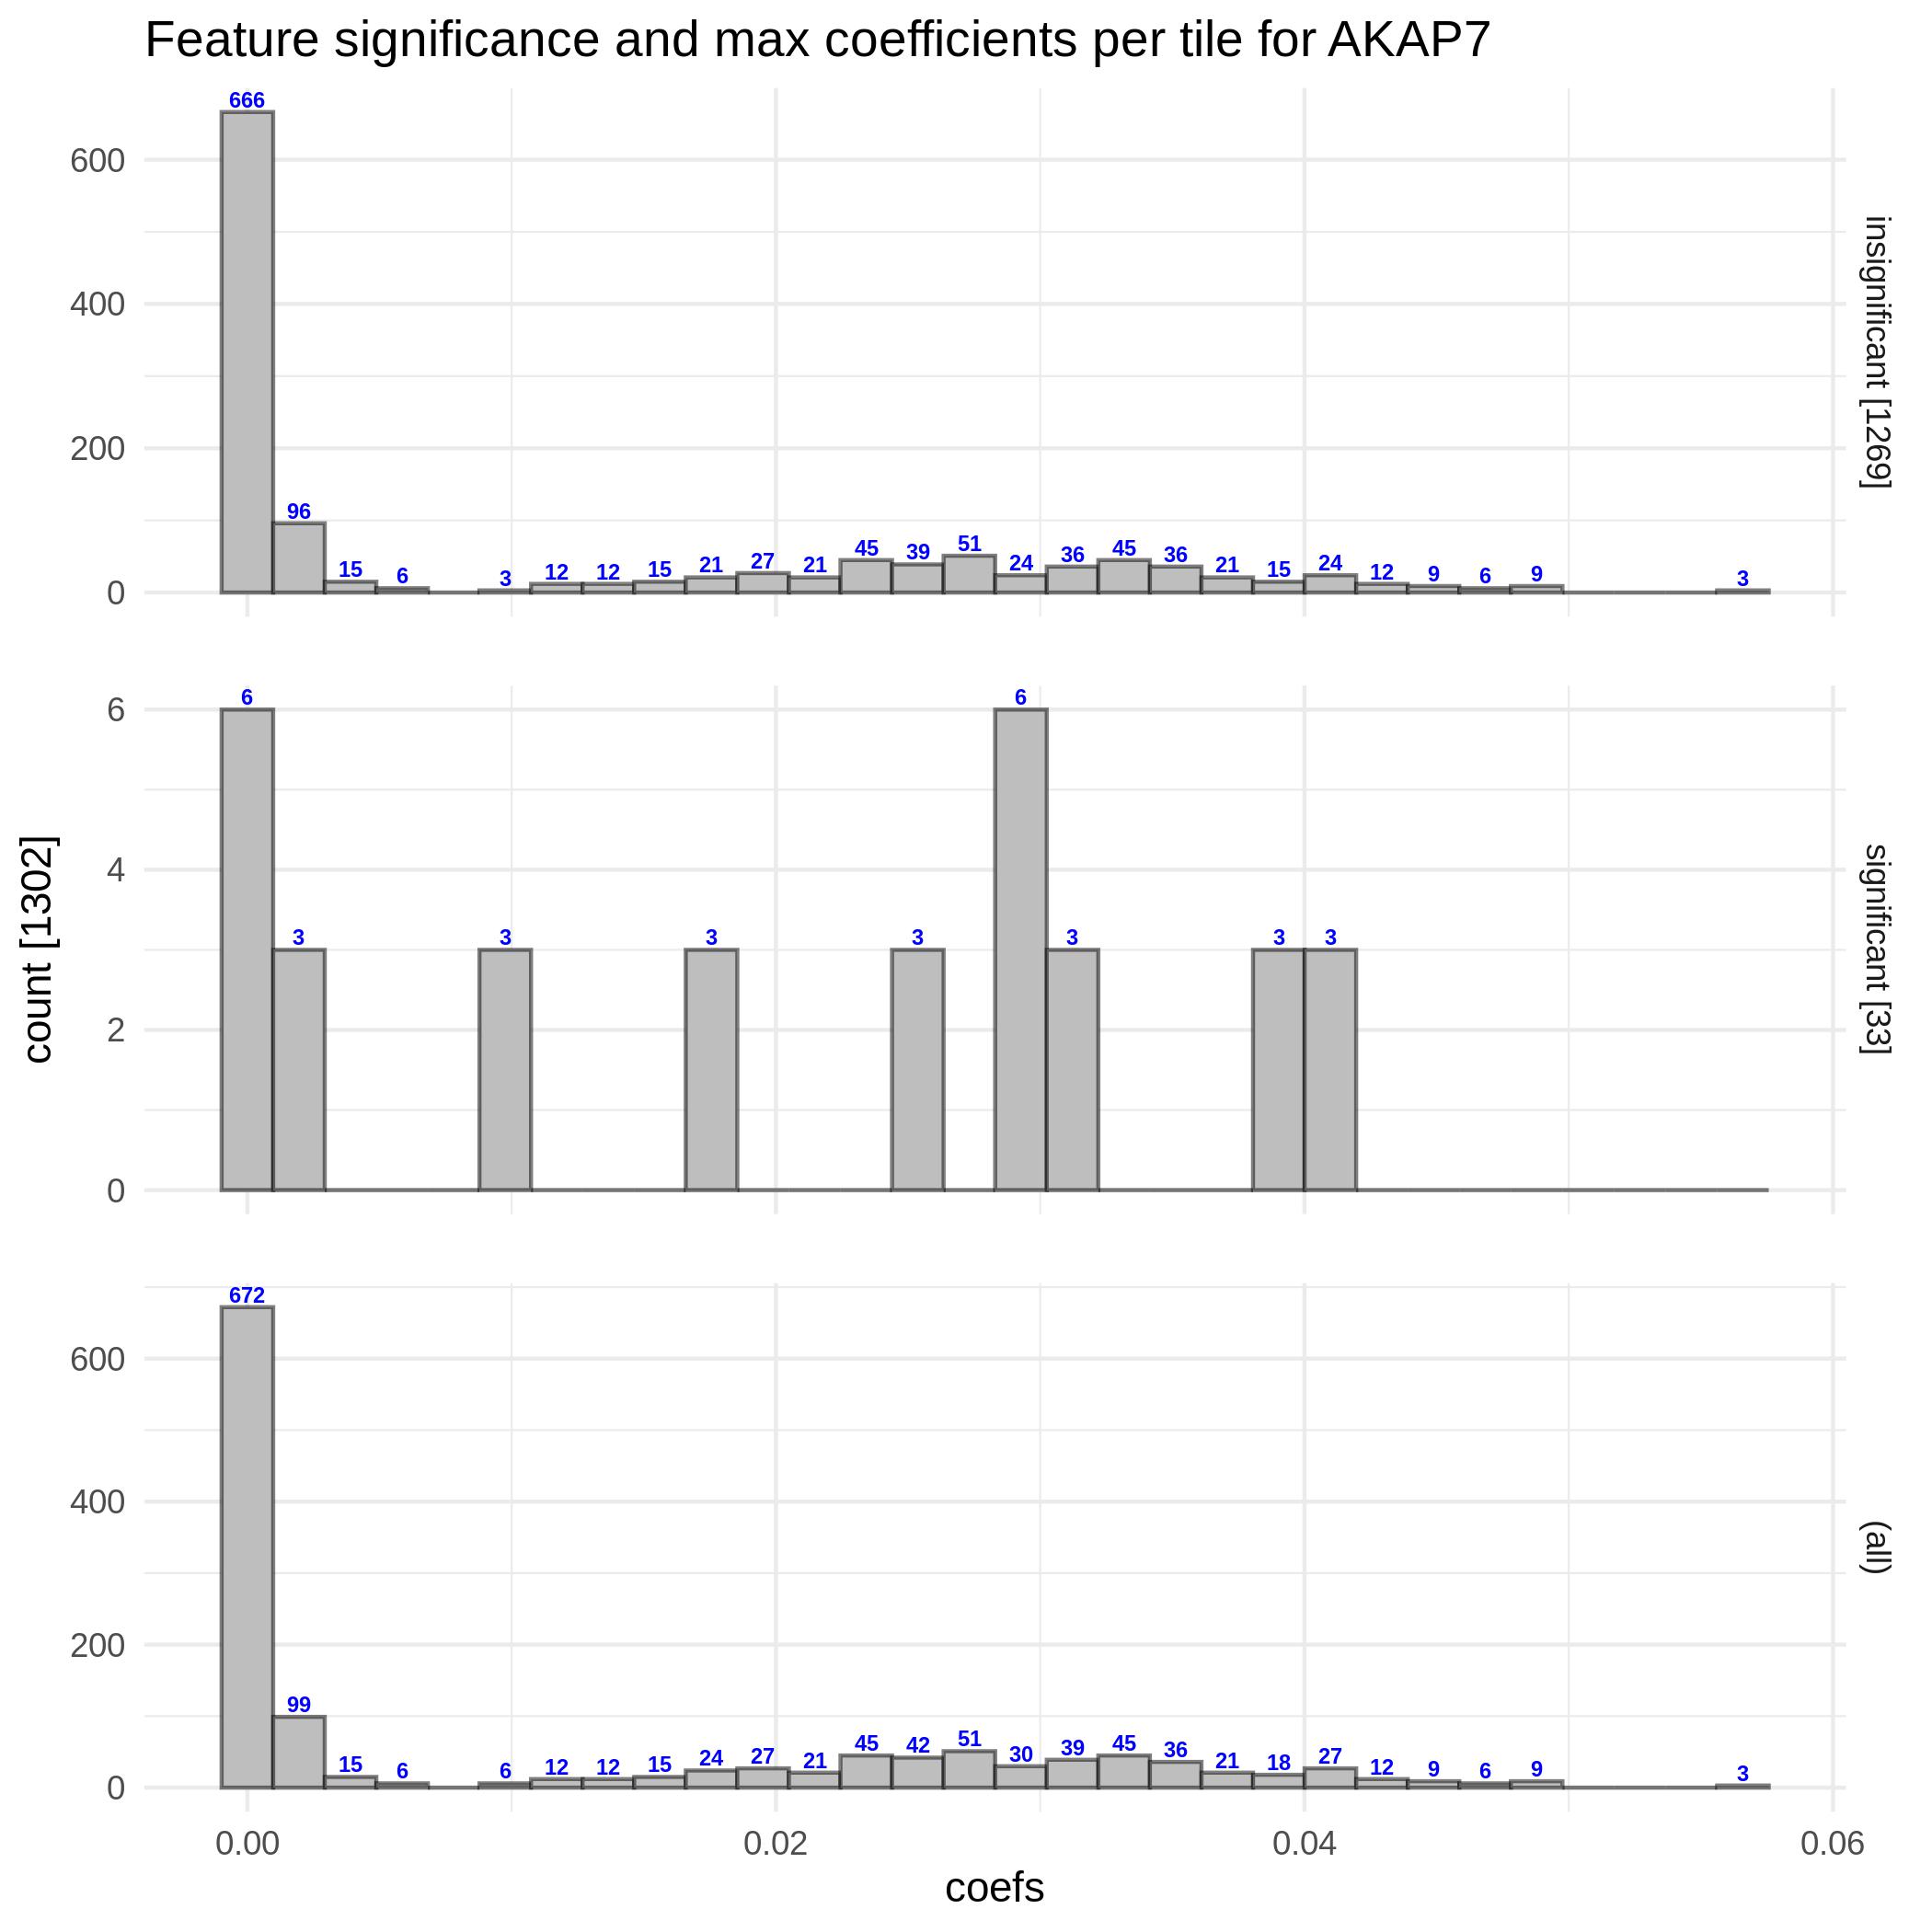 Feature significance and max coefficients per tile for AKAP7
666
600
400
200
96
15 6 3 12 12 15 21 27 21 45 39 51 24 36 45 36 21 15 24 12 9 6 9 3
0
insignificant [1269]
6 6
6
4
3 3 3 3 3 3 3
2
0
significant [33]
count [1302]
672
600
400
200
99
15 6 6 12 12 15 24 27 21 45 42 51 30 39 45 36 21 18 27 12 9 6 9 3
0
(all)
0.00 0.02 0.04 0.06
coefs